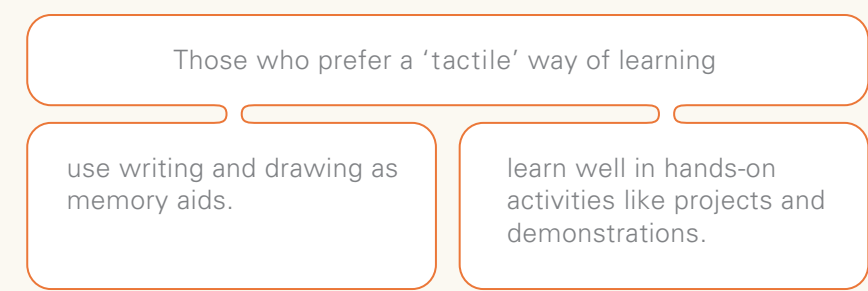 Those who prefer a ‘tactile’ way of learning
use writing and drawing as
memory aids.
learn well in hands-on
activities like projects and
demonstrations.